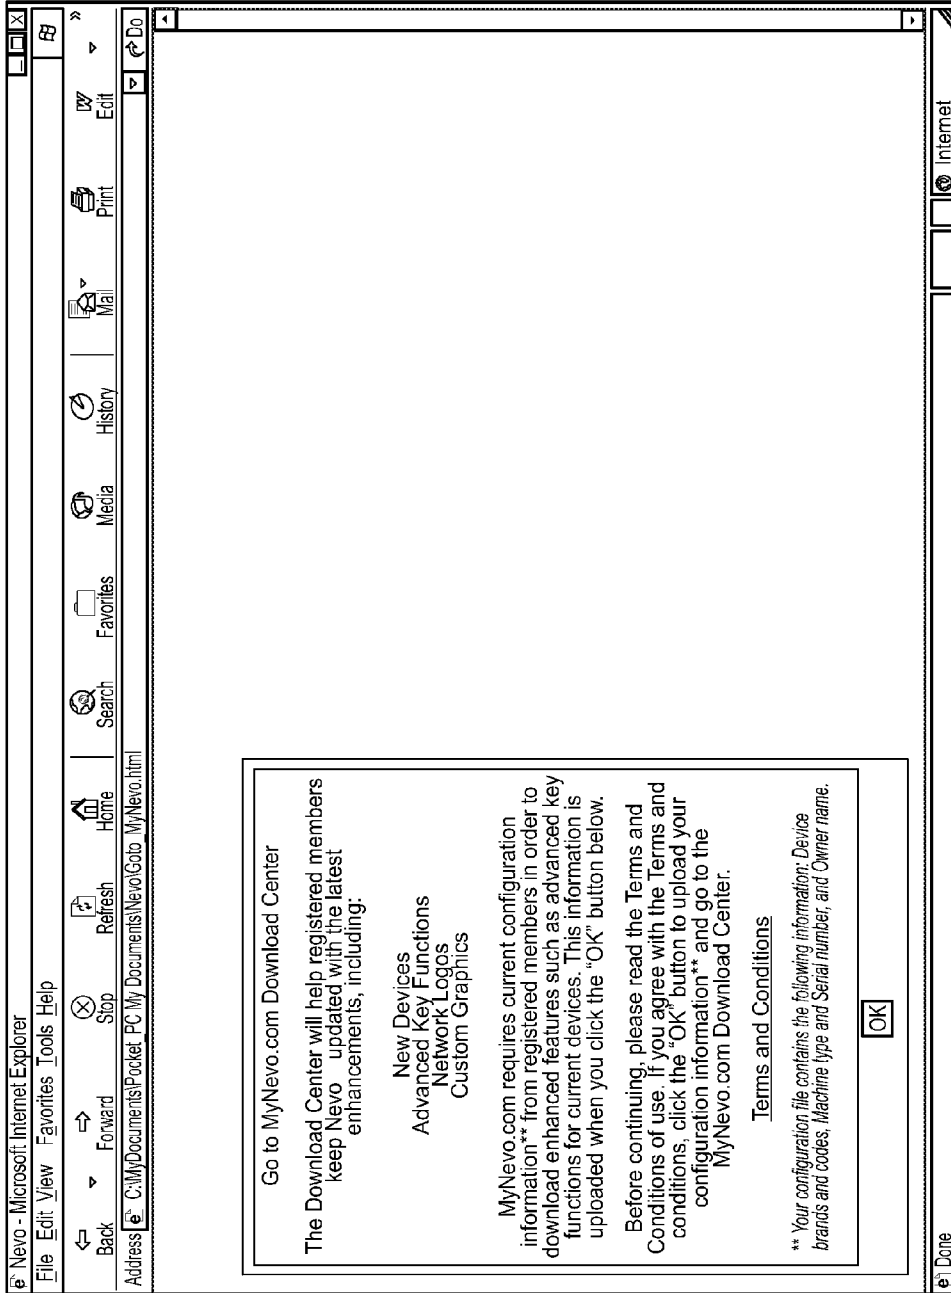 Nevo - Microsoft Internet Explorer
File Edit View Favorites Tools Help
Back Forward Stop Refresh Home Search Favorites Media History Mail Print Edit »
Address C:\MyDocuments\Pocket_PC My Documents\Nevo\Goto_MyNevo.html Do
Go to MyNevo.com Download Center
The Download Center will help registered members
keep Nevo updated with the latest
enhancements, including:
New Devices
Advanced Key Functions
Network Logos
Custom Graphics
MyNevo.com requires current configuration
information** from registered members in order to
download enhanced features such as advanced key
functions for current devices. This information is
uploaded when you click the “OK” button below.
Before continuing, please read the Terms and
Conditions of use. If you agree with the Terms and
conditions, click the “OK” button to upload your
configuration information** and go to the
MyNevo.com Download Center.
Terms and Conditions
** Your configuration file contains the following information: Device
brands and codes, Machine type and Serial number, and Owner name.
OK
Done Internet